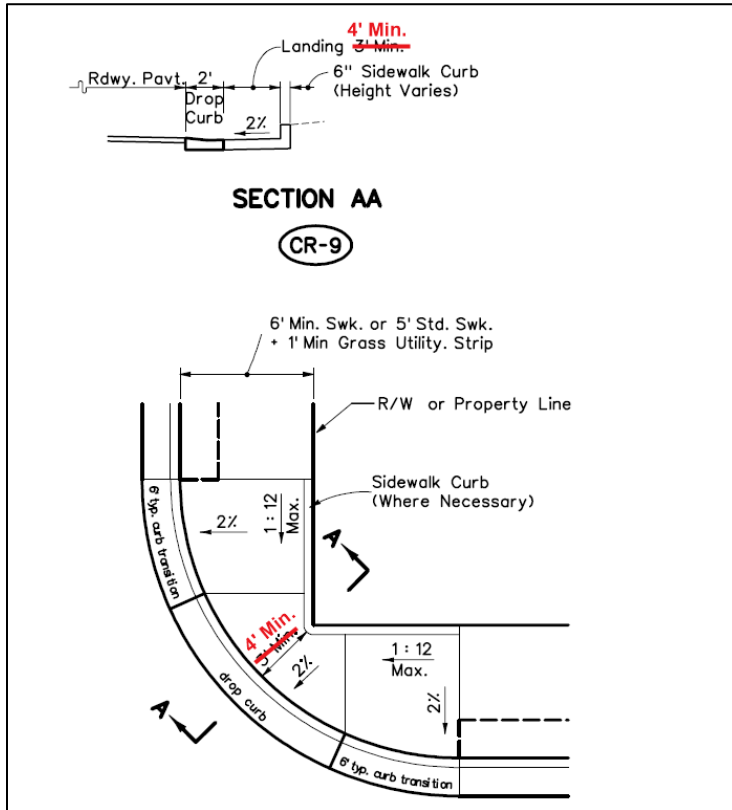 4' Min.
Landing 3' Min.
Rdwy. Pavt. 2'
Drop
Curb
6" Sidewalk Curb
(Height Varies)
2%
SECTION AA
CR-9
6' Min. Swk. or 5' Std. Swk.
+ 1' Min Grass Utility. Strip
R/W or Property Line
Sidewalk Curb
(Where Necessary)
6' typ. curb transition
2%
1 : 12
Max.
A
4' Min.
3' Min.
2%
1 : 12
Max.
2%
drop curb
A
6' typ. curb transition